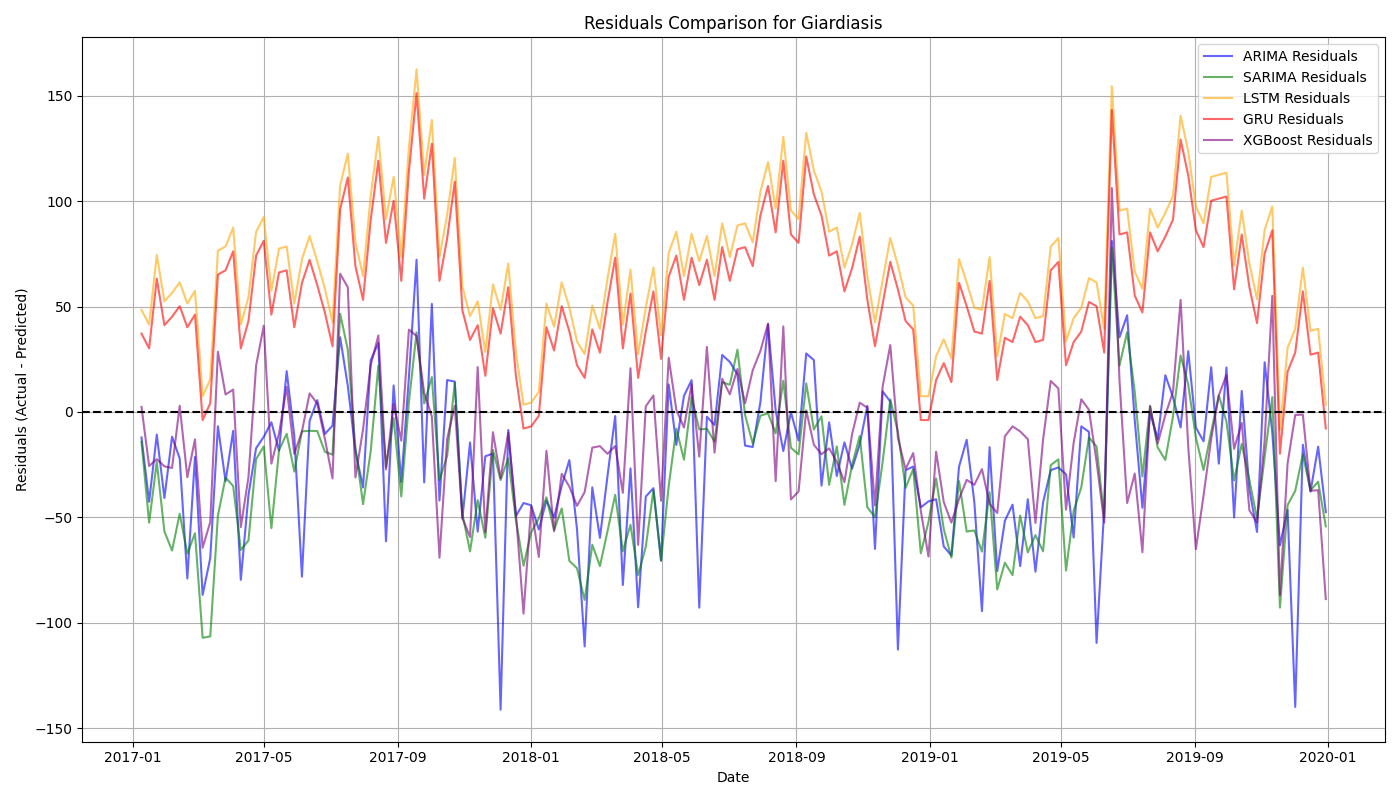 Residuals Comparison for Giardiasis
ARIMA Residuals
SARIMA Residuals
LSTM Residuals
GRU Residuals
XGBoost Residuals
Residuals (Actual - Predicted)
150
100
50
0
−50
−100
−150
2017-01 2017-05 2017-09 2018-01 2018-05 2018-09 2019-01 2019-05 2019-09 2020-01
Date